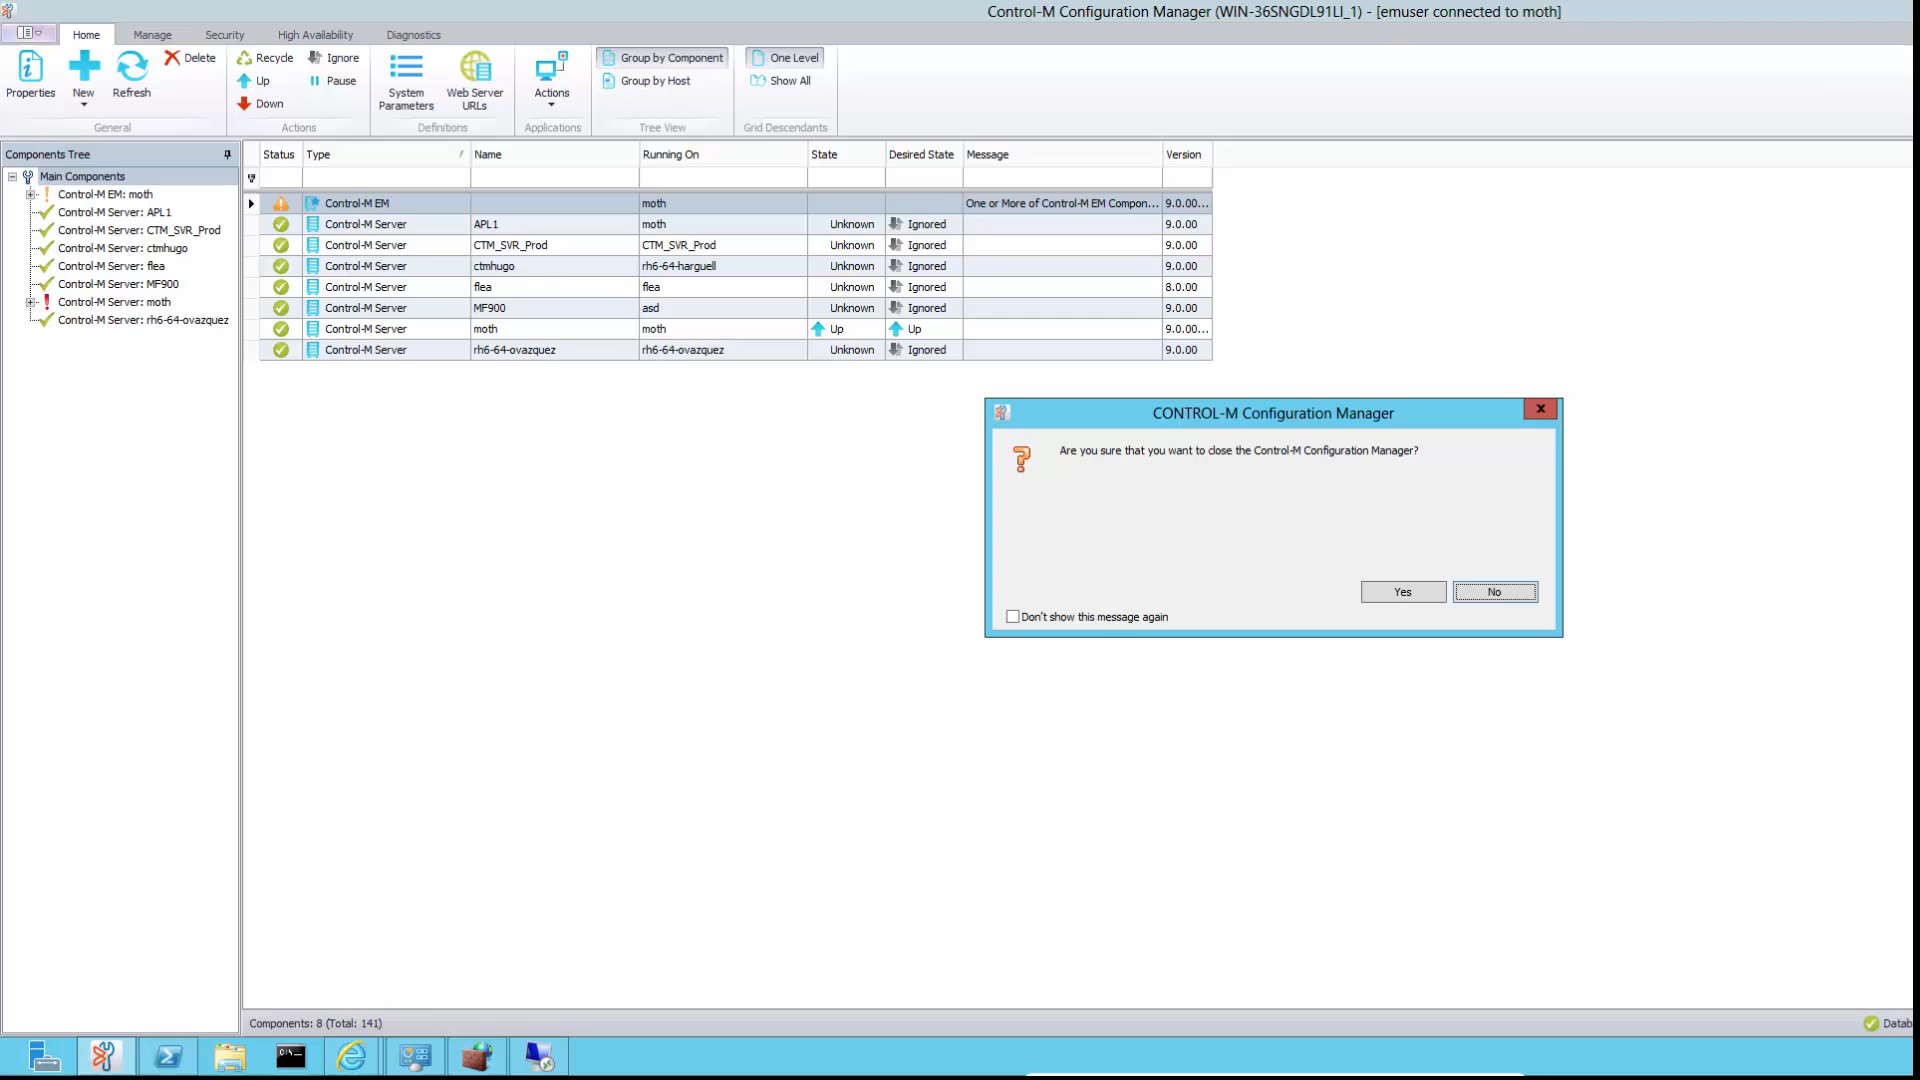 Control-M Configuration Manager (WIN-36SNGDL91LI_1) - [emuser connected to moth]
Home Manage Security High Availability Diagnostics
Properties New Refresh Delete
General
Recycle Ignore
Up Pause
Down
Actions
System Parameters
Web Server URLs
Definitions
Actions
Applications
Group by Component
Group by Host
Tree View
One Level
Show All
Grid Descendants
Components Tree
Main Components
Control-M EM: moth
Control-M Server: APL1
Control-M Server: CTM_SVR_Prod
Control-M Server: ctmhugo
Control-M Server: flea
Control-M Server: MF900
Control-M Server: moth
Control-M Server: rh6-64-ovazquez
Status Type / Name Running On State Desired State Message Version
Control-M EM moth One or More of Control-M EM Compon... 9.0.00...
Control-M Server APL1 moth Unknown Ignored 9.0.00
Control-M Server CTM_SVR_Prod CTM_SVR_Prod Unknown Ignored 9.0.00
Control-M Server ctmhugo rh6-64-harguell Unknown Ignored 9.0.00
Control-M Server flea flea Unknown Ignored 8.0.00
Control-M Server MF900 asd Unknown Ignored 9.0.00
Control-M Server moth moth Up Up 9.0.00...
Control-M Server rh6-64-ovazquez rh6-64-ovazquez Unknown Ignored 9.0.00
CONTROL-M Configuration Manager x
Are you sure that you want to close the Control-M Configuration Manager?
Yes No
Don't show this message again
Components: 8 (Total: 141)
Datab